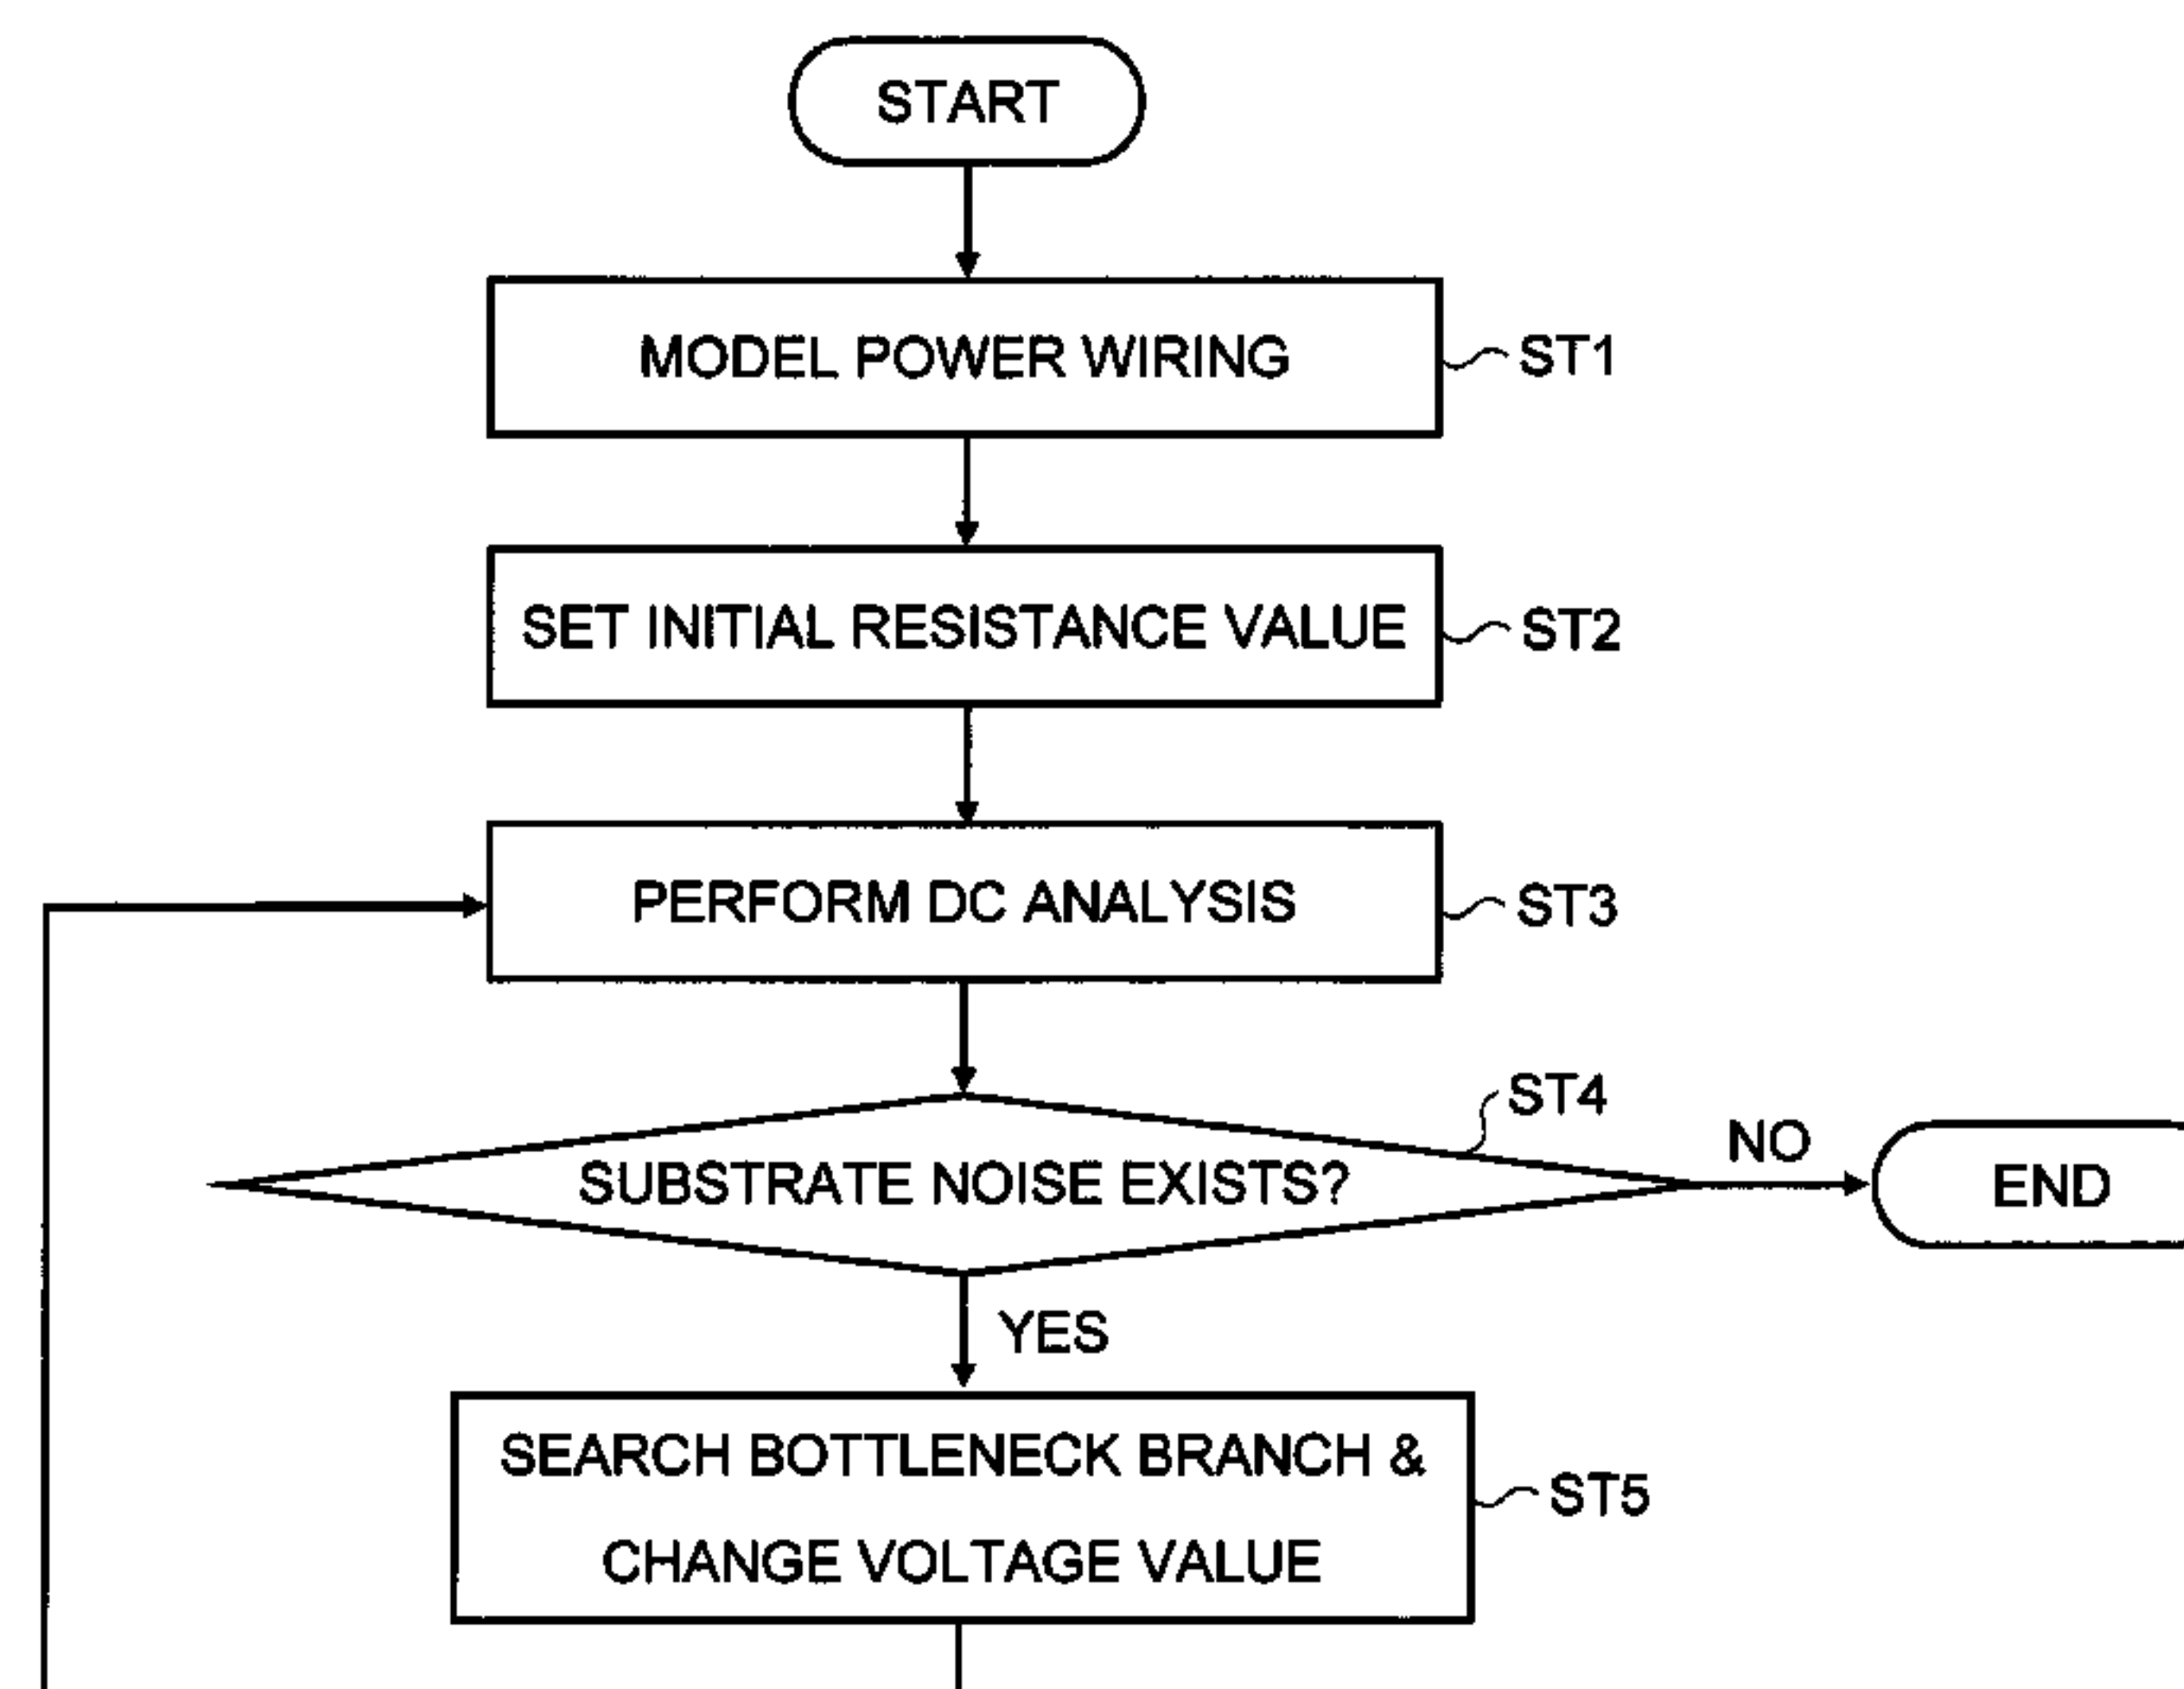 START
MODEL POWER WIRING
ST1
SET INITIAL RESISTANCE VALUE
ST2
PERFORM DC ANALYSIS
ST3
ST4
SUBSTRATE NOISE EXISTS?
NO
END
YES
SEARCH BOTTLENECK BRANCH &
CHANGE VOLTAGE VALUE
ST5